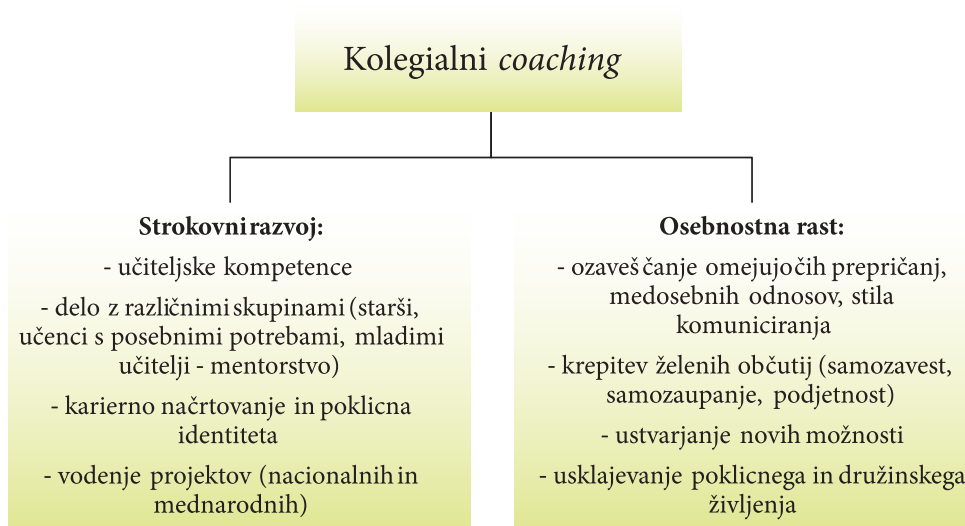 Kolegialni coaching
Strokovni razvoj:
- učiteljske kompetence
- delo z različnimi skupinami (starši,
učenci s posebnimi potrebami, mladimi
učitelji - mentorstvo)
- karierno načrtovanje in poklicna
identiteta
- vodenje projektov (nacionalnih in
mednarodnih)
Osebnostna rast:
- ozaveščanje omejujočih prepričanj,
medosebnih odnosov, stila
komuniciranja
- krepitev želenih občutij (samozavest,
samozaupanje, podjetnost)
- ustvarjanje novih možnosti
- usklajevanje poklicnega in družinskega
življenja